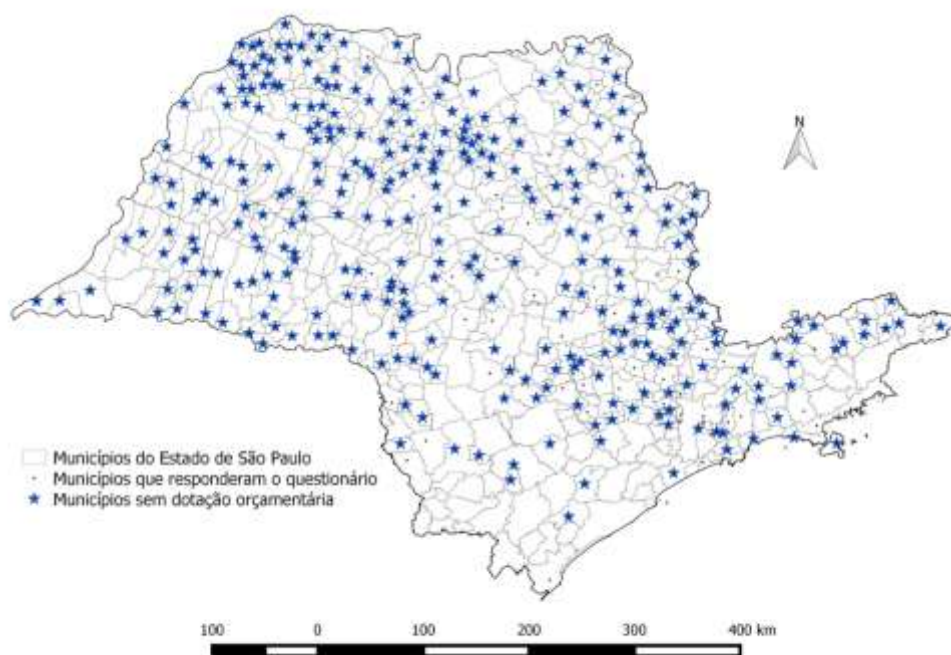 N
Municípios do Estado de São Paulo
Municípios que responderam o questionário
Municípios sem dotação orçamentária
100 0 100 200 300 400 km